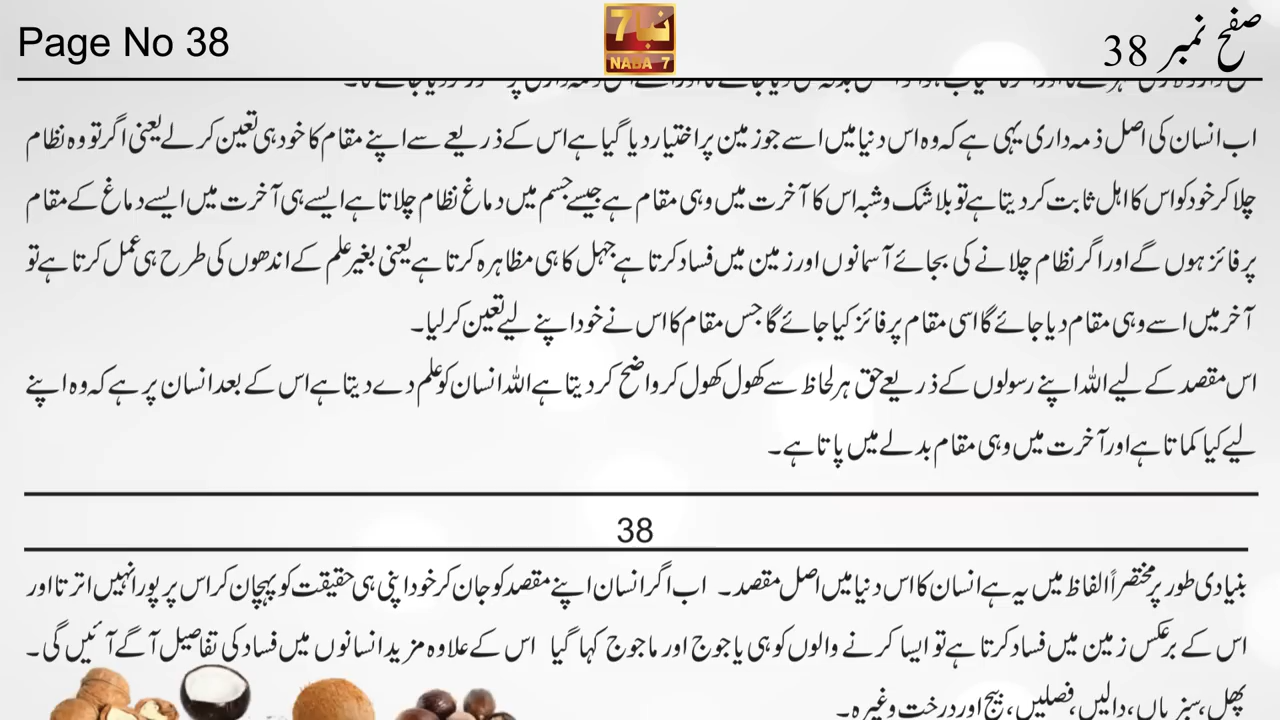 Page No 38
نبا 7
NABA 7
صفح نمبر 38
اب انسان کی اصل ذمہ داری یہی ہے کہ وہ اس دنیا میں اسے جو زمین پر اختیار دیا گیا ہے اس کے ذریعے سے اپنے مقام کا خود ہی تعین کر لے یعنی اگر تو وہ نظام
چلا کر خود کو اس کا اہل ثابت کر دیتا ہے تو بلا شک و شبہ اس کا آخرت میں وہی مقام ہے جیسے جسم میں دماغ نظام چلاتا ہے ایسے ہی آخرت میں ایسے دماغ کے مقام
پر فائز ہوں گے اور اگر نظام چلانے کی بجائے آسمانوں اور زمین میں فساد کرتا ہے جہل کا ہی مظاہرہ کرتا ہے یعنی بغیر علم کے اندھوں کی طرح ہی عمل کرتا ہے تو
آخر میں اسے وہی مقام دیا جائے گا اسی مقام پر فائز کیا جائے گا جس مقام کا اس نے خود اپنے لیے تعین کر لیا۔
اس مقصد کے لیے اللہ اپنے رسولوں کے ذریعے حق ہر لحاظ سے کھول کھول کر واضح کر دیتا ہے اللہ انسان کو علم دے دیتا ہے اس کے بعد انسان پر ہے کہ وہ اپنے
لیے کیا کماتا ہے اور آخرت میں وہی مقام بدلے میں پاتا ہے۔
38
بنیادی طور پر مختصراً الفاظ میں یہ ہے انسان کا اس دنیا میں اصل مقصد۔ اب اگر انسان اپنے مقصد کو جان کر خود اپنی ہی حقیقت کو پہچان کر اس پر پورا نہیں اترتا اور
اس کے برعکس زمین میں فساد کرتا ہے تو ایسا کرنے والوں کو ہی یاجوج اور ماجوج کہا گیا اس کے علاوہ مزید انسانوں میں فساد کی تفاصیل آگے آئیں گی۔
پھل، سبزیاں، دالیں، فصلیں، بیج اور درخت وغیرہ۔